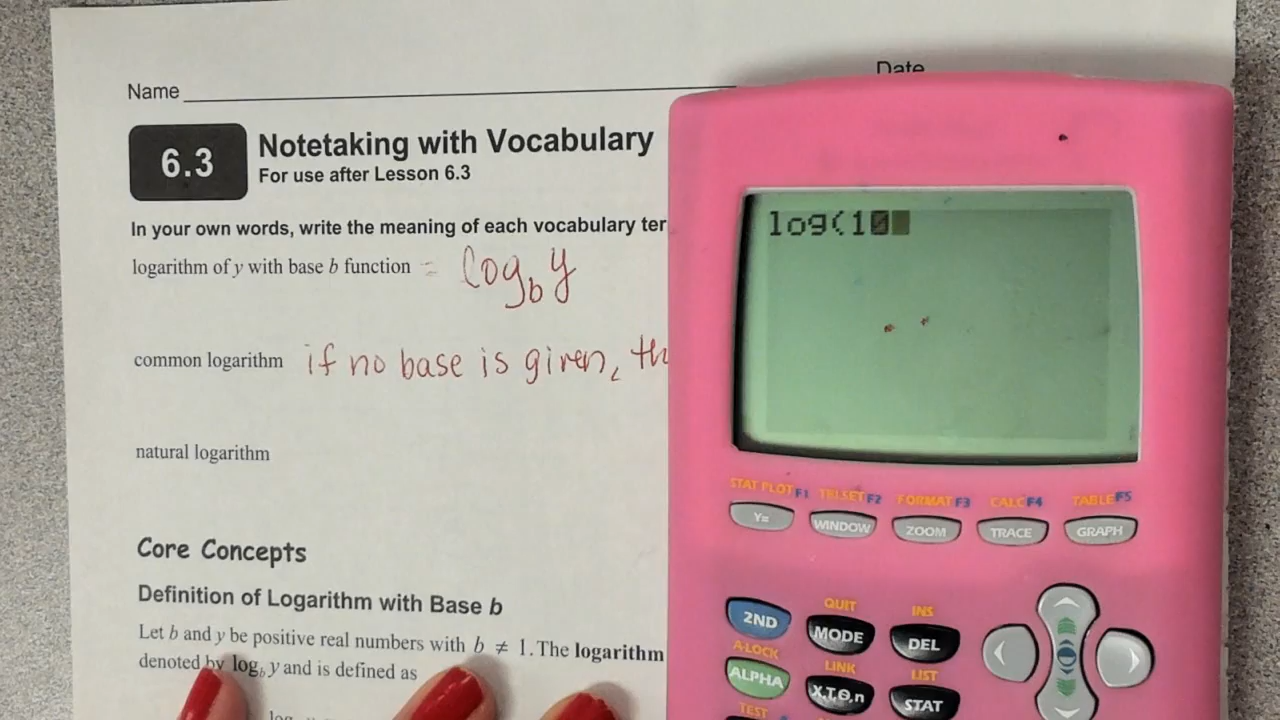 Name Date
6.3 Notetaking with Vocabulary
For use after Lesson 6.3
In your own words, write the meaning of each vocabulary ter
logarithm of y with base b function = log_b y
common logarithm if no base is given, th
natural logarithm
Core Concepts
Definition of Logarithm with Base b
Let b and y be positive real numbers with b ≠ 1. The logarithm
denoted by log_b y and is defined as
log(10
STAT PLOT F1 TBLSET F2 FORMAT F3 CALC F4 TABLE F5
Y= WINDOW ZOOM TRACE GRAPH
QUIT INS
2ND MODE DEL
A-LOCK LINK LIST
ALPHA X,T,Θ,n STAT
TEST